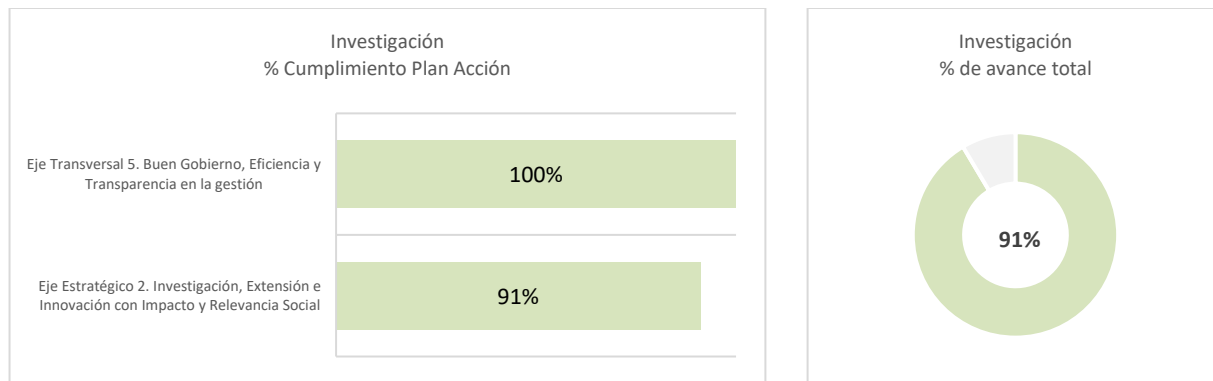 Investigación
% Cumplimiento Plan Acción
Eje Transversal 5. Buen Gobierno, Eficiencia y
Transparencia en la gestión
100%
Eje Estratégico 2. Investigación, Extensión e
Innovación con Impacto y Relevancia Social
91%
Investigación
% de avance total
91%